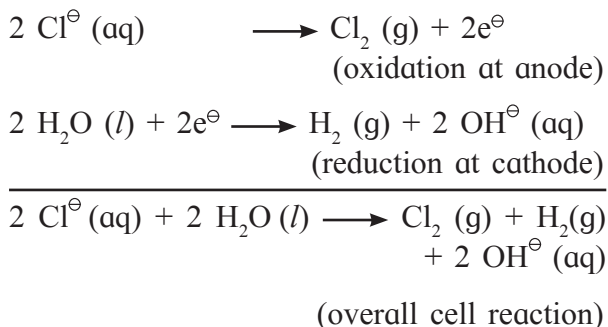 2 Cl⊖ (aq) ⟶ Cl₂ (g) + 2e⊖
(oxidation at anode)
2 H₂O (l) + 2e⊖ ⟶ H₂ (g) + 2 OH⊖ (aq)
(reduction at cathode)
2 Cl⊖ (aq) + 2 H₂O (l) ⟶ Cl₂ (g) + H₂(g)
+ 2 OH⊖ (aq)
(overall cell reaction)